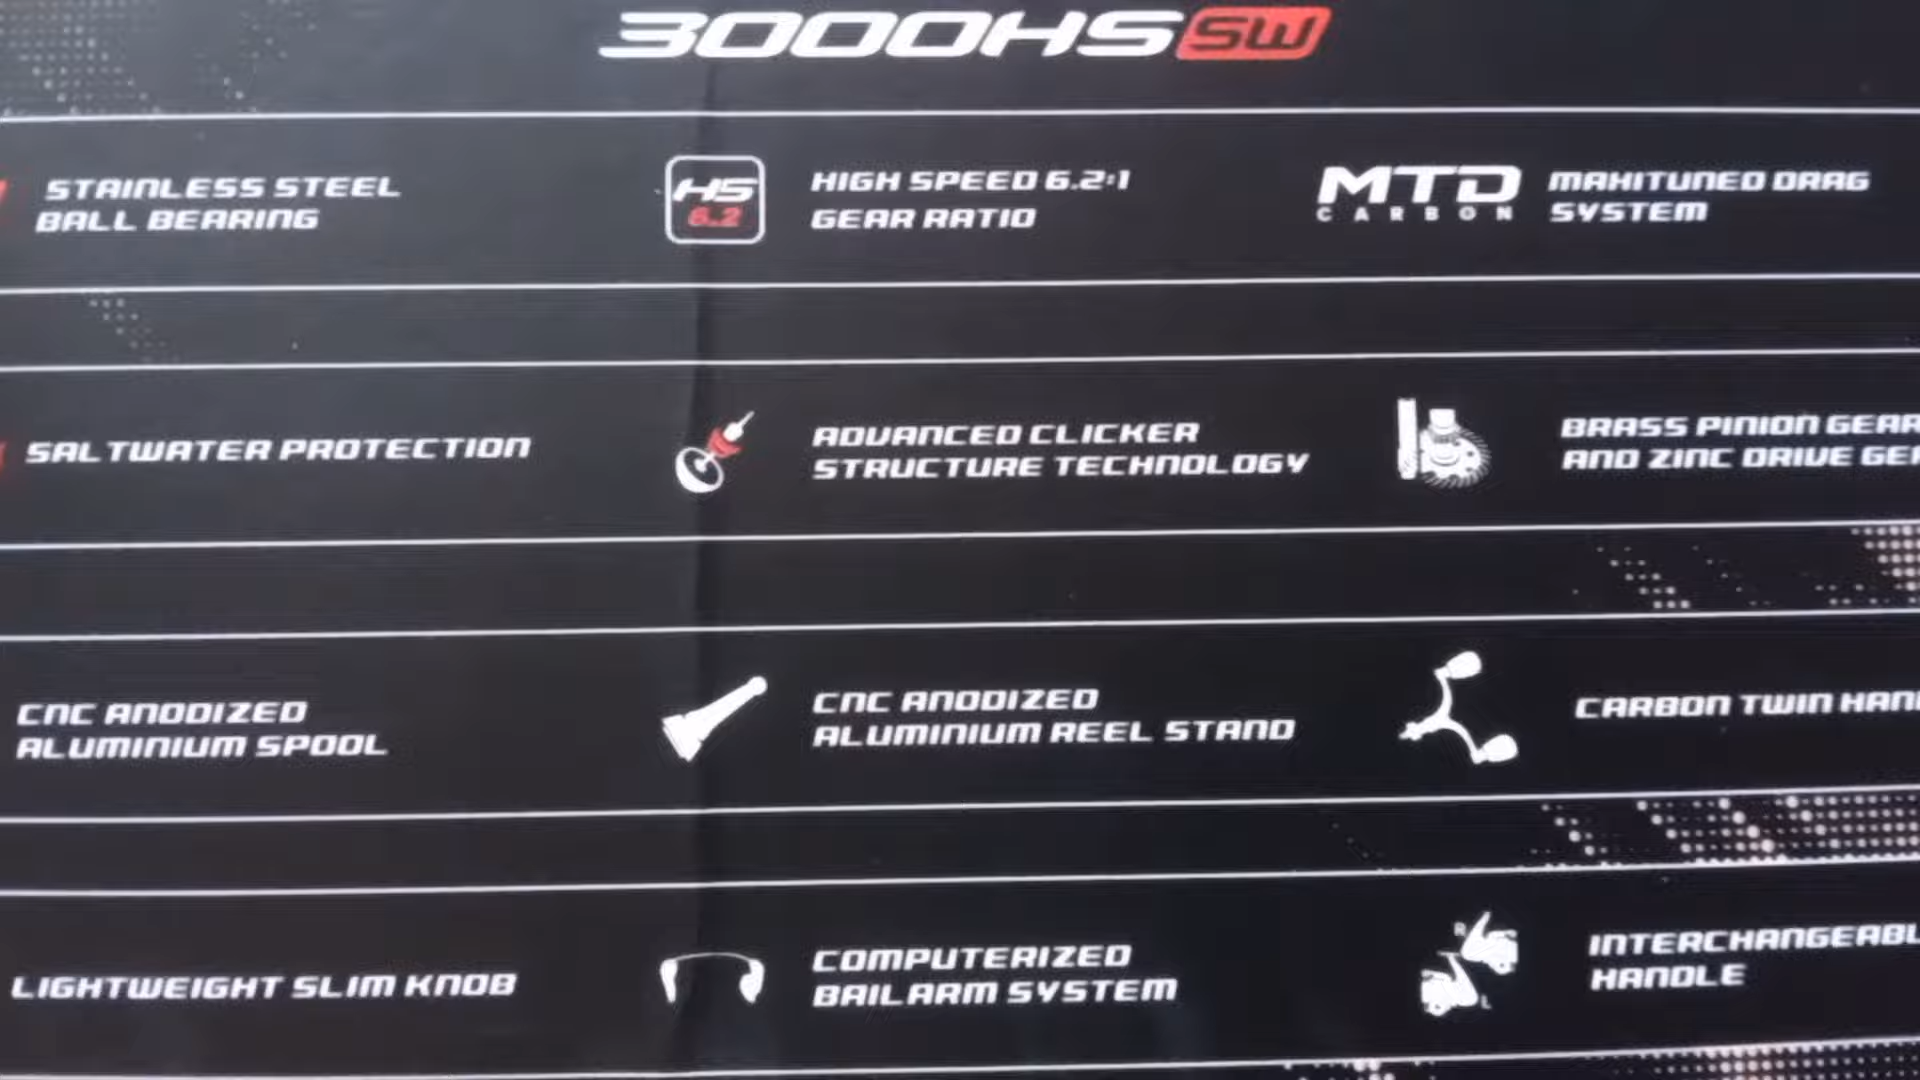 3000HS SW
STAINLESS STEEL
BALL BEARING
HS
6.2
HIGH SPEED 6.2:1
GEAR RATIO
MTD
CARBON
MAXITUNED DRAG
SYSTEM
SALTWATER PROTECTION
ADVANCED CLICKER
STRUCTURE TECHNOLOGY
BRASS PINION GEAR
AND ZINC DRIVE
CNC ANODIZED
ALUMINIUM SPOOL
CNC ANODIZED
ALUMINIUM REEL STAND
CARBON TWIN
LIGHTWEIGHT SLIM KNOB
COMPUTERIZED
BAILARM SYSTEM
R
L
HANDLE